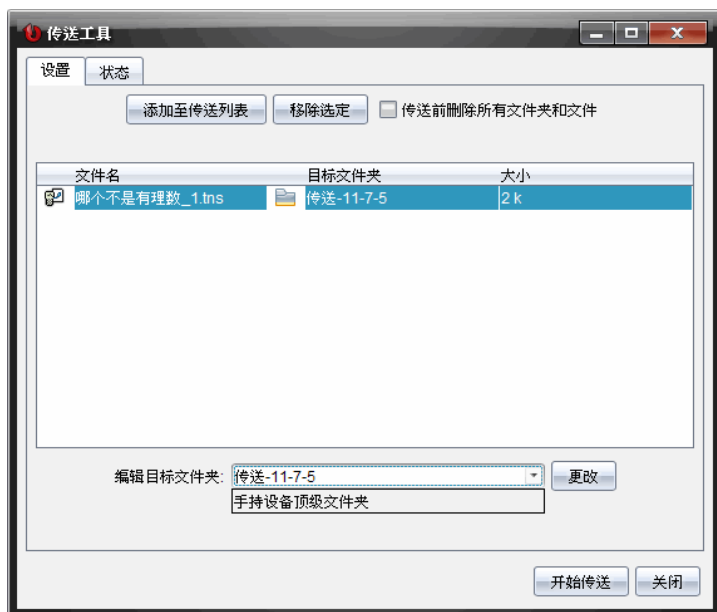 传送工具
设置 状态
添加至传送列表 移除选定 传送前删除所有文件夹和文件
文件名 目标文件夹 大小
哪个不是有理数_1.tns 传送-11-7-5 2 k
编辑目标文件夹: 传送-11-7-5 更改
手持设备顶级文件夹
开始传送 关闭